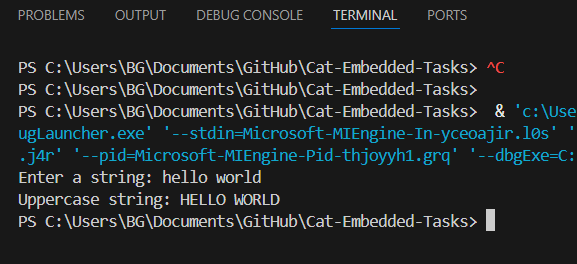 PROBLEMS OUTPUT DEBUG CONSOLE TERMINAL PORTS
PS C:\Users\BG\Documents\GitHub\Cat-Embedded-Tasks> ^C
PS C:\Users\BG\Documents\GitHub\Cat-Embedded-Tasks>
PS C:\Users\BG\Documents\GitHub\Cat-Embedded-Tasks> & 'c:\Use
ugLauncher.exe' '--stdin=Microsoft-MIEngine-In-yceoajir.l0s' '
.j4r' '--pid=Microsoft-MIEngine-Pid-thjoyyh1.grq' '--dbgExe=C:
Enter a string: hello world
Uppercase string: HELLO WORLD
PS C:\Users\BG\Documents\GitHub\Cat-Embedded-Tasks>